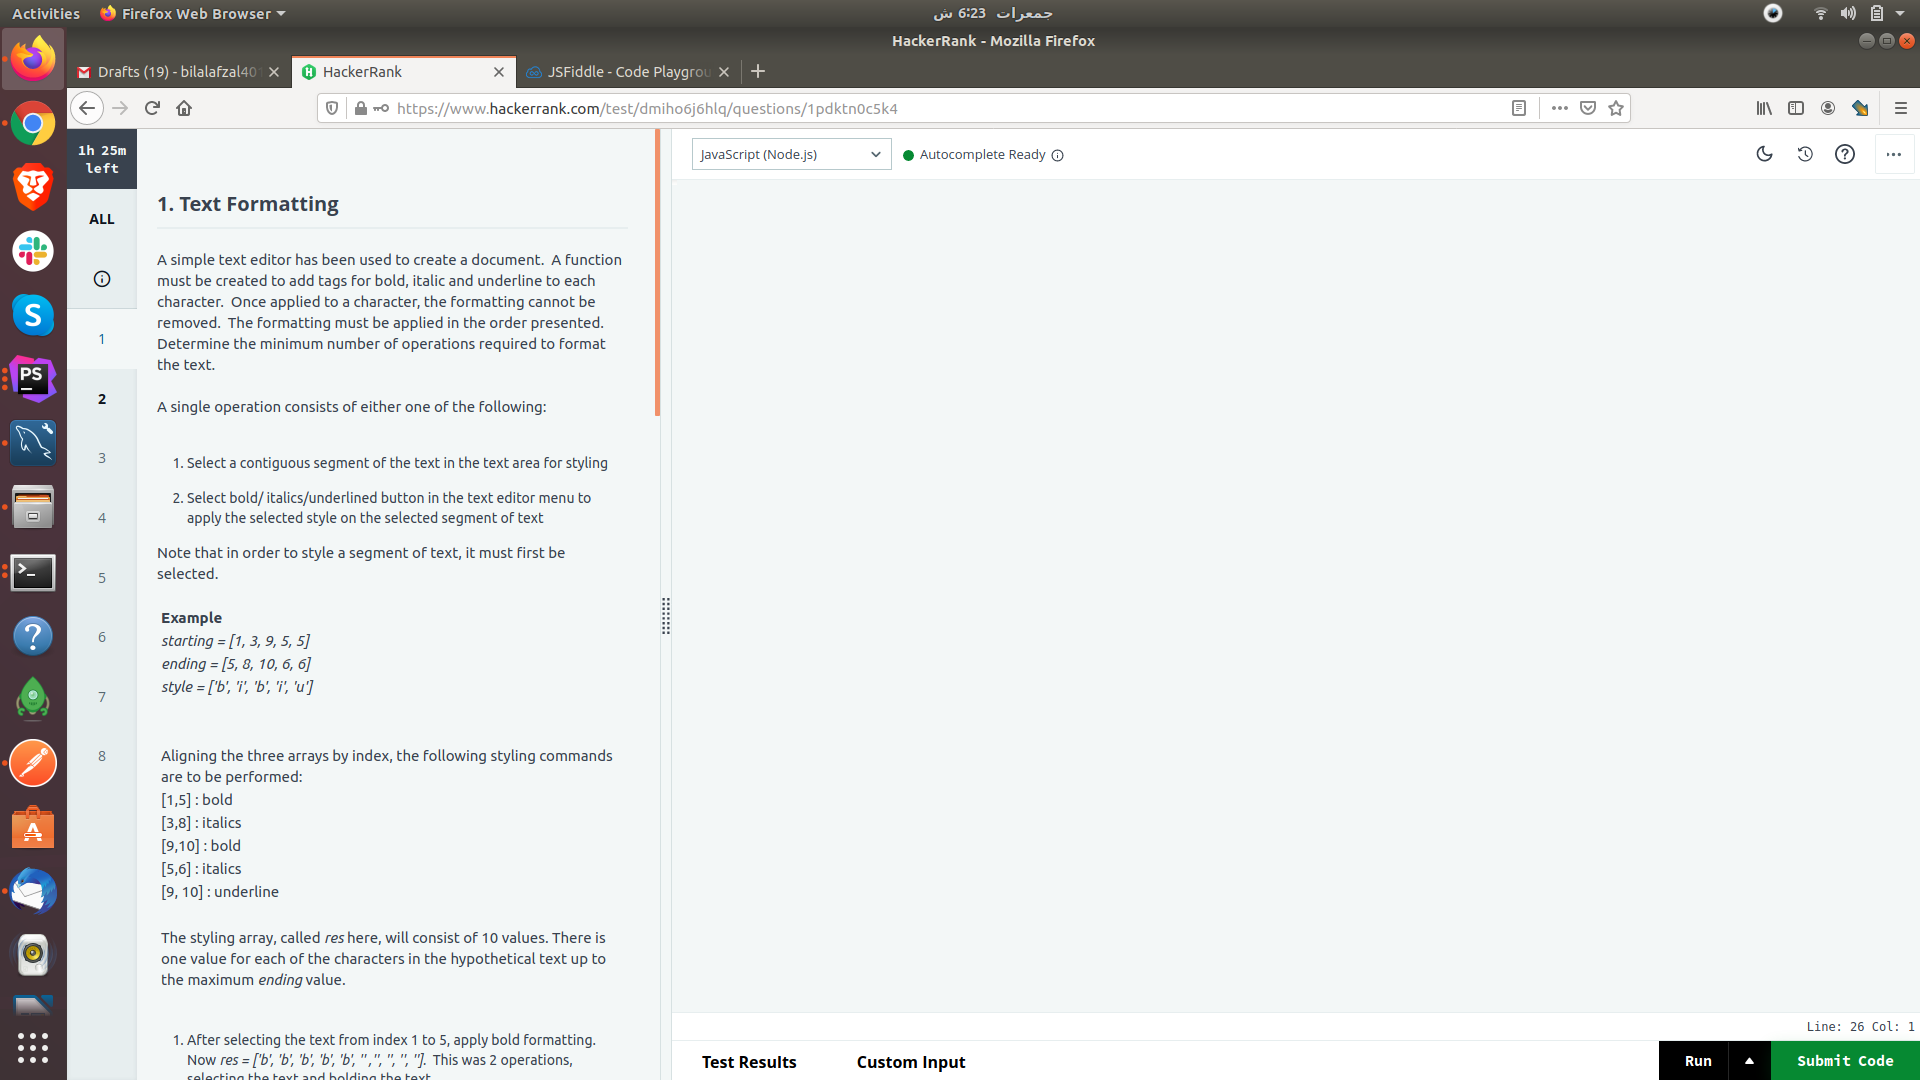 Activities
Firefox Web Browser
جمعرات 6:23 ش
HackerRank - Mozilla Firefox
Drafts (19) - bilalafzal401
HackerRank
JSFiddle - Code Playgrou
https://www.hackerrank.com/test/dmiho6j6hlq/questions/1pdktn0c5k4
1h 25m
left
ALL
1
2
3
4
5
6
7
8
JavaScript (Node.js)
Autocomplete Ready
1. Text Formatting
A simple text editor has been used to create a document. A function
must be created to add tags for bold, italic and underline to each
character. Once applied to a character, the formatting cannot be
removed. The formatting must be applied in the order presented.
Determine the minimum number of operations required to format
the text.
A single operation consists of either one of the following:
1. Select a contiguous segment of the text in the text area for styling
2. Select bold/ italics/underlined button in the text editor menu to
apply the selected style on the selected segment of text
Note that in order to style a segment of text, it must first be
selected.
Example
starting = [1, 3, 9, 5, 5]
ending = [5, 8, 10, 6, 6]
style = ['b', 'i', 'b', 'i', 'u']
Aligning the three arrays by index, the following styling commands
are to be performed:
[1,5] : bold
[3,8] : italics
[9,10] : bold
[5,6] : italics
[9, 10] : underline
The styling array, called res here, will consist of 10 values. There is
one value for each of the characters in the hypothetical text up to
the maximum ending value.
1. After selecting the text from index 1 to 5, apply bold formatting.
Now res = ['b', 'b', 'b', 'b', 'b', '','','', '', '']. This was 2 operations,
selecting the text and bolding the text.
Line: 26 Col: 1
Test Results
Custom Input
Run
Submit Code
S
PS
A
?